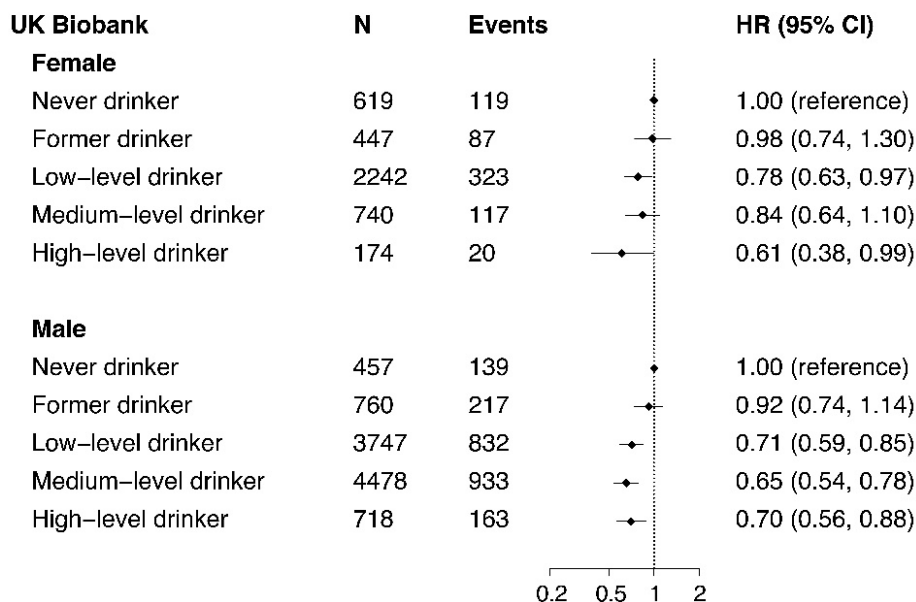 UK Biobank N Events HR (95% CI)
Female
Never drinker 619 119 1.00 (reference)
Former drinker 447 87 0.98 (0.74, 1.30)
Low−level drinker 2242 323 0.78 (0.63, 0.97)
Medium−level drinker 740 117 0.84 (0.64, 1.10)
High−level drinker 174 20 0.61 (0.38, 0.99)
Male
Never drinker 457 139 1.00 (reference)
Former drinker 760 217 0.92 (0.74, 1.14)
Low−level drinker 3747 832 0.71 (0.59, 0.85)
Medium−level drinker 4478 933 0.65 (0.54, 0.78)
High−level drinker 718 163 0.70 (0.56, 0.88)
0.2 0.5 1 2